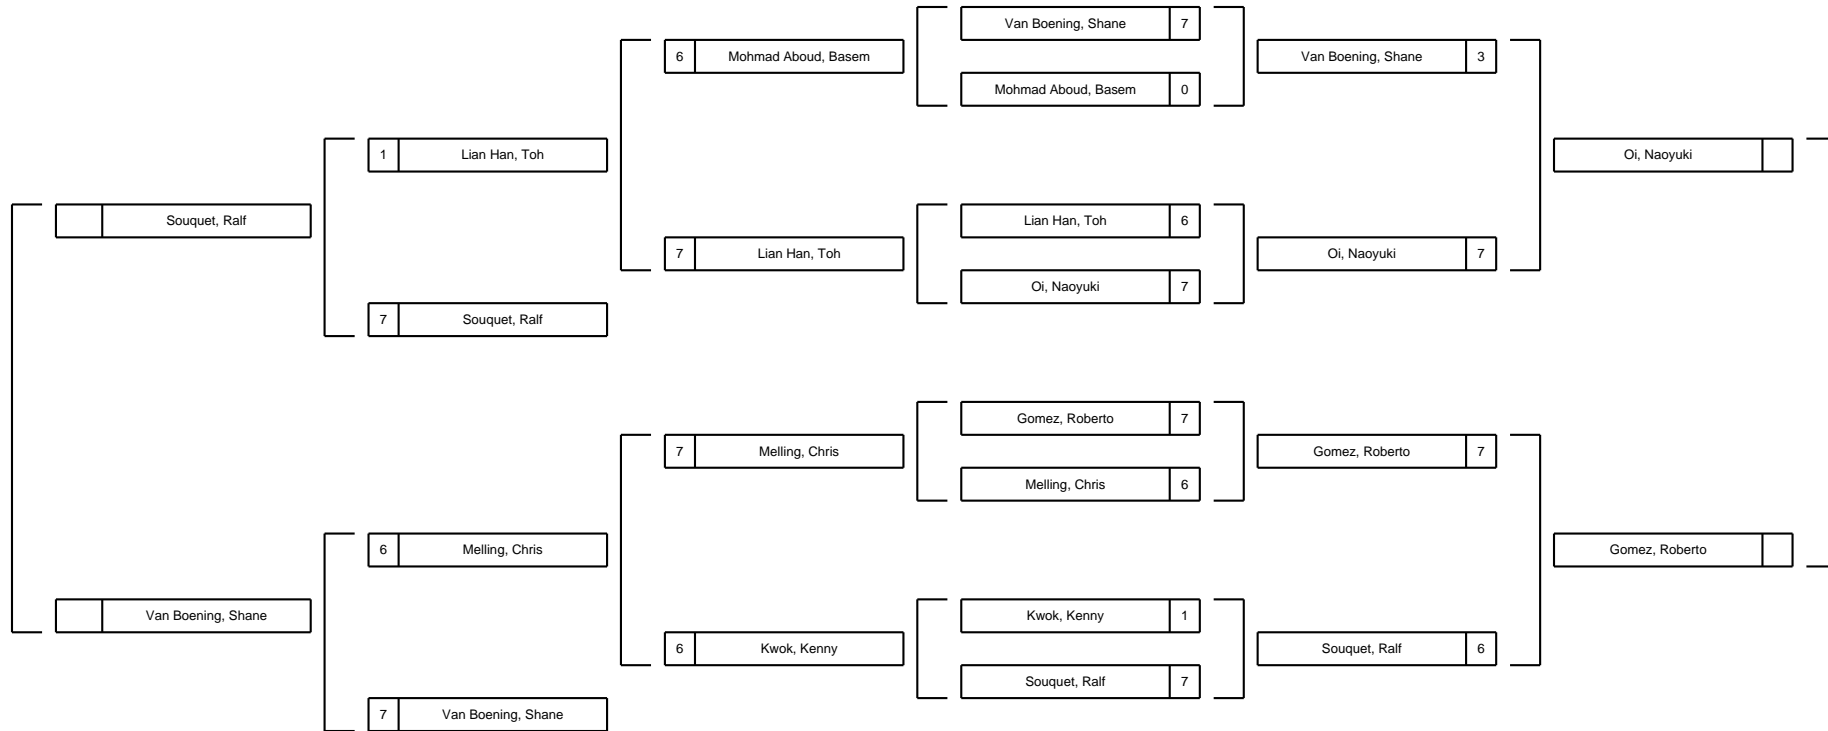 Van Boening, Shane 7
6 Mohmad Aboud, Basem
Van Boening, Shane 3
Mohmad Aboud, Basem 0
1 Lian Han, Toh
Oi, Naoyuki
Souquet, Ralf
Lian Han, Toh 6
7 Lian Han, Toh
Oi, Naoyuki 7
Oi, Naoyuki 7
7 Souquet, Ralf
Gomez, Roberto 7
7 Melling, Chris
Gomez, Roberto 7
Melling, Chris 6
6 Melling, Chris
Gomez, Roberto
Van Boening, Shane
Kwok, Kenny 1
6 Kwok, Kenny
Souquet, Ralf 6
Souquet, Ralf 7
7 Van Boening, Shane